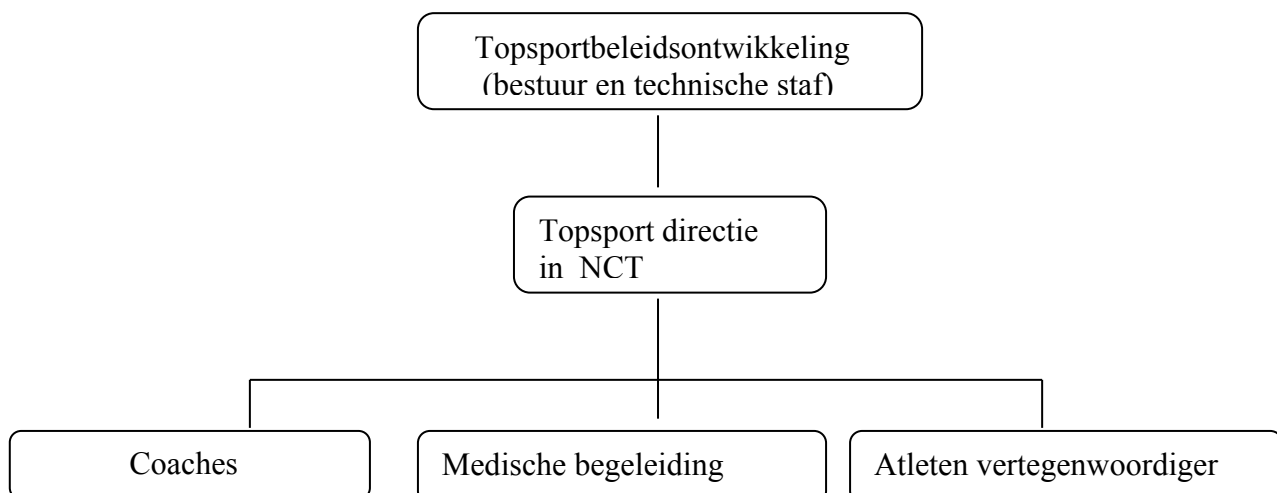 Topsportbeleidsontwikkeling
(bestuur en technische staf)
Topsport directie
in NCT
Coaches
Medische begeleiding
Atleten vertegenwoordiger